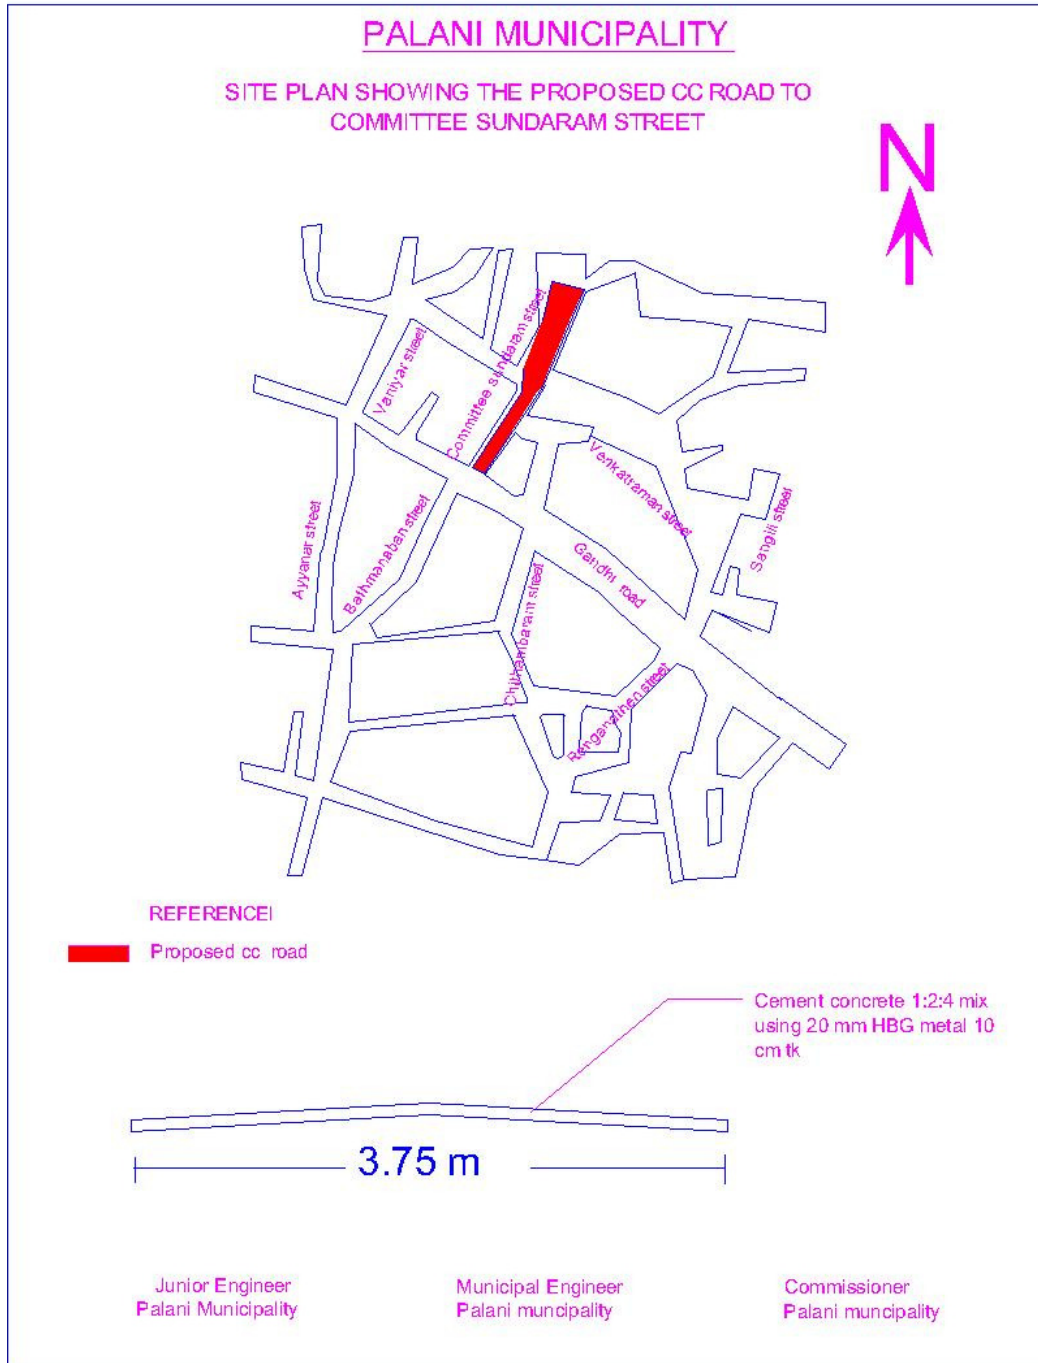 PALANI MUNICIPALITY
SITE PLAN SHOWING THE PROPOSED CC ROAD TO
COMMITTEE SUNDARAM STREET
N
Vaniyar street
Committee sundaram street
Venkatraman street
Sangili street
Ayyanar street
Bathmanaban street
Gandhi road
Chithambaram street
Renganathen street
REFERENCE
Proposed cc road
Cement concrete 1:2:4 mix
using 20 mm HBG metal 10
cm tk
3.75 m
Junior Engineer
Palani Municipality
Municipal Engineer
Palani muncipality
Commissioner
Palani muncipality